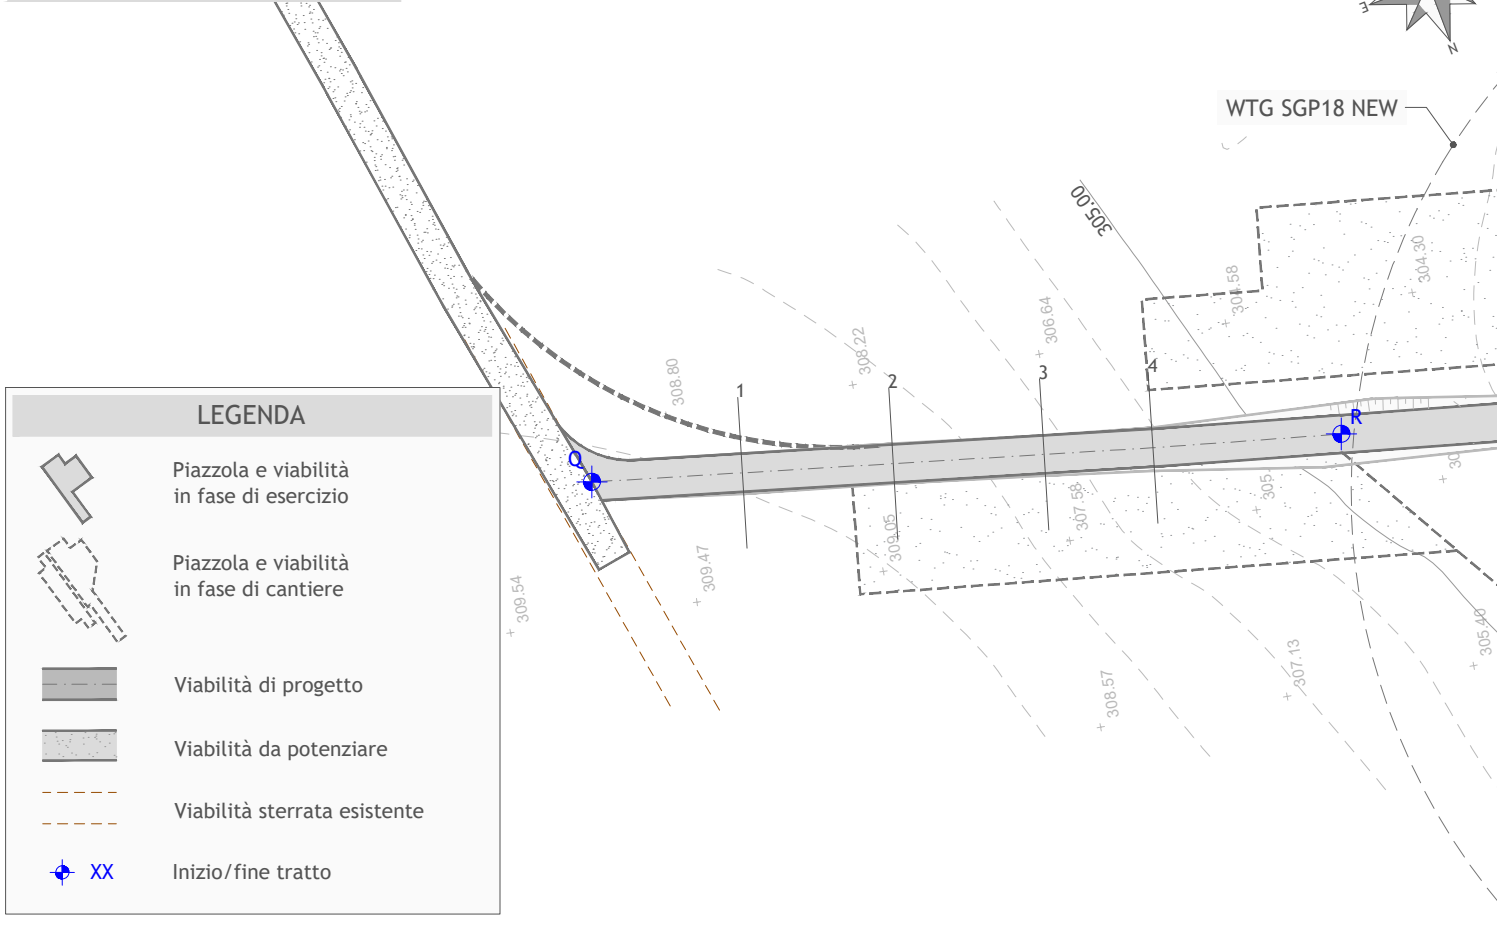 E
N
WTG SGP18 NEW
305.00
304.30
304.58
306.64
308.22
308.80
1
2
3
4
R
Q
305.
307.58
309.05
309.47
309.54
305.40
307.13
308.57
LEGENDA
Piazzola e viabilità
in fase di esercizio
Piazzola e viabilità
in fase di cantiere
Viabilità di progetto
Viabilità da potenziare
Viabilità sterrata esistente
XX
Inizio/fine tratto